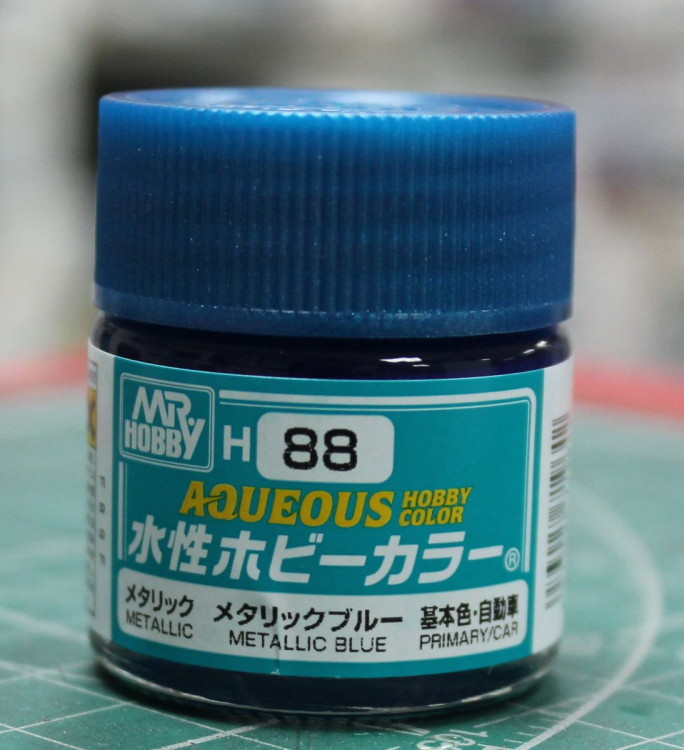 MR.
HOBBY
H 88
AQUEOUS HOBBY COLOR
水性ホビーカラー®
メタリック メタリックブルー 基本色・自動車
METALLIC METALLIC BLUE PRIMARY/CAR